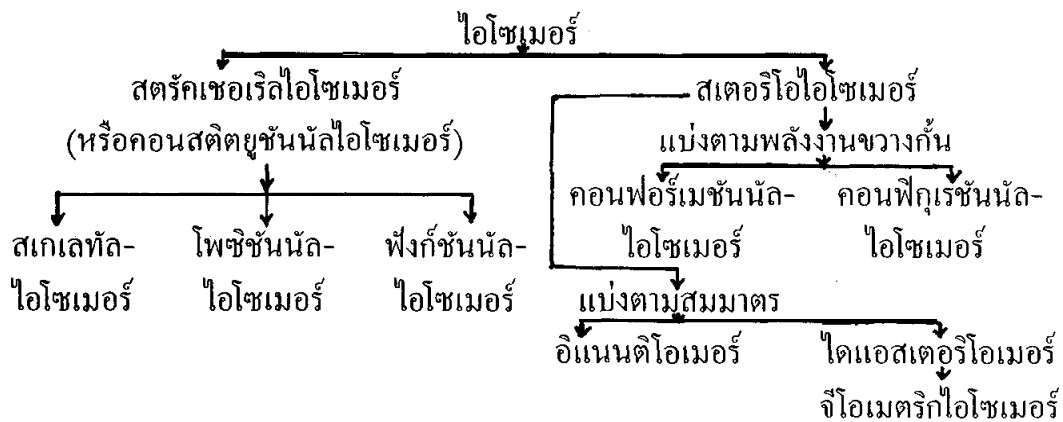 ไอโซเมอร์
สตรัคเชอเริลไอโซเมอร์
(หรือคอนสติตยูชันนัลไอโซเมอร์)
สเกเลทัล-
ไอโซเมอร์
โพซิชันนัล-
ไอโซเมอร์
ฟังก์ชันนัล-
ไอโซเมอร์
สเตอริโอไอโซเมอร์
แบ่งตามพลังงานขวางกั้น
คอนฟอร์เมชันนัล-
ไอโซเมอร์
คอนฟิกุเรชันนัล-
ไอโซเมอร์
แบ่งตามสมมาตร
อิแนนติโอเมอร์
ไดแอสเตอริโอเมอร์
จีโอเมตริกไอโซเมอร์